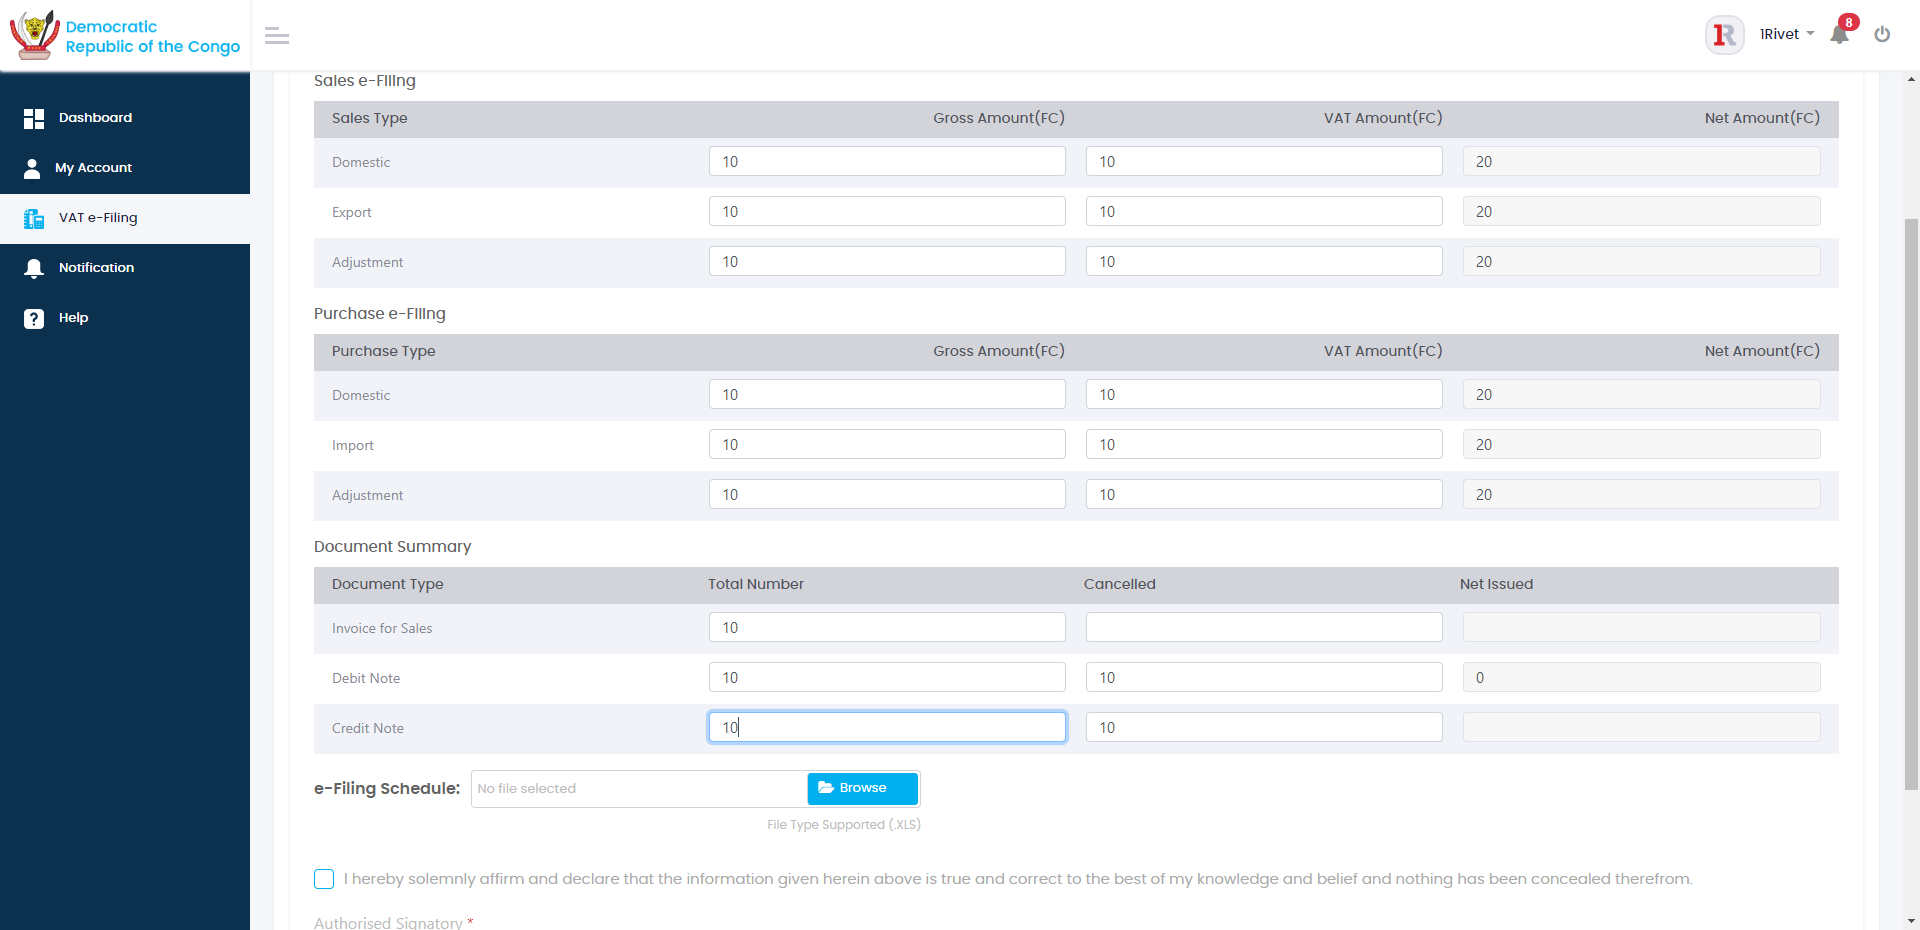 Democratic
Republic of the Congo
1Rivet
8
Dashboard
My Account
VAT e-Filing
Notification
Help
Sales e-Filing
Sales Type Gross Amount(FC) VAT Amount(FC) Net Amount(FC)
Domestic 10 10 20
Export 10 10 20
Adjustment 10 10 20
Purchase e-Filing
Purchase Type Gross Amount(FC) VAT Amount(FC) Net Amount(FC)
Domestic 10 10 20
Import 10 10 20
Adjustment 10 10 20
Document Summary
Document Type Total Number Cancelled Net Issued
Invoice for Sales 10
Debit Note 10 10 0
Credit Note 10 10
e-Filing Schedule: No file selected Browse
File Type Supported (.XLS)
I hereby solemnly affirm and declare that the information given herein above is true and correct to the best of my knowledge and belief and nothing has been concealed therefrom.
Authorised Signatory *